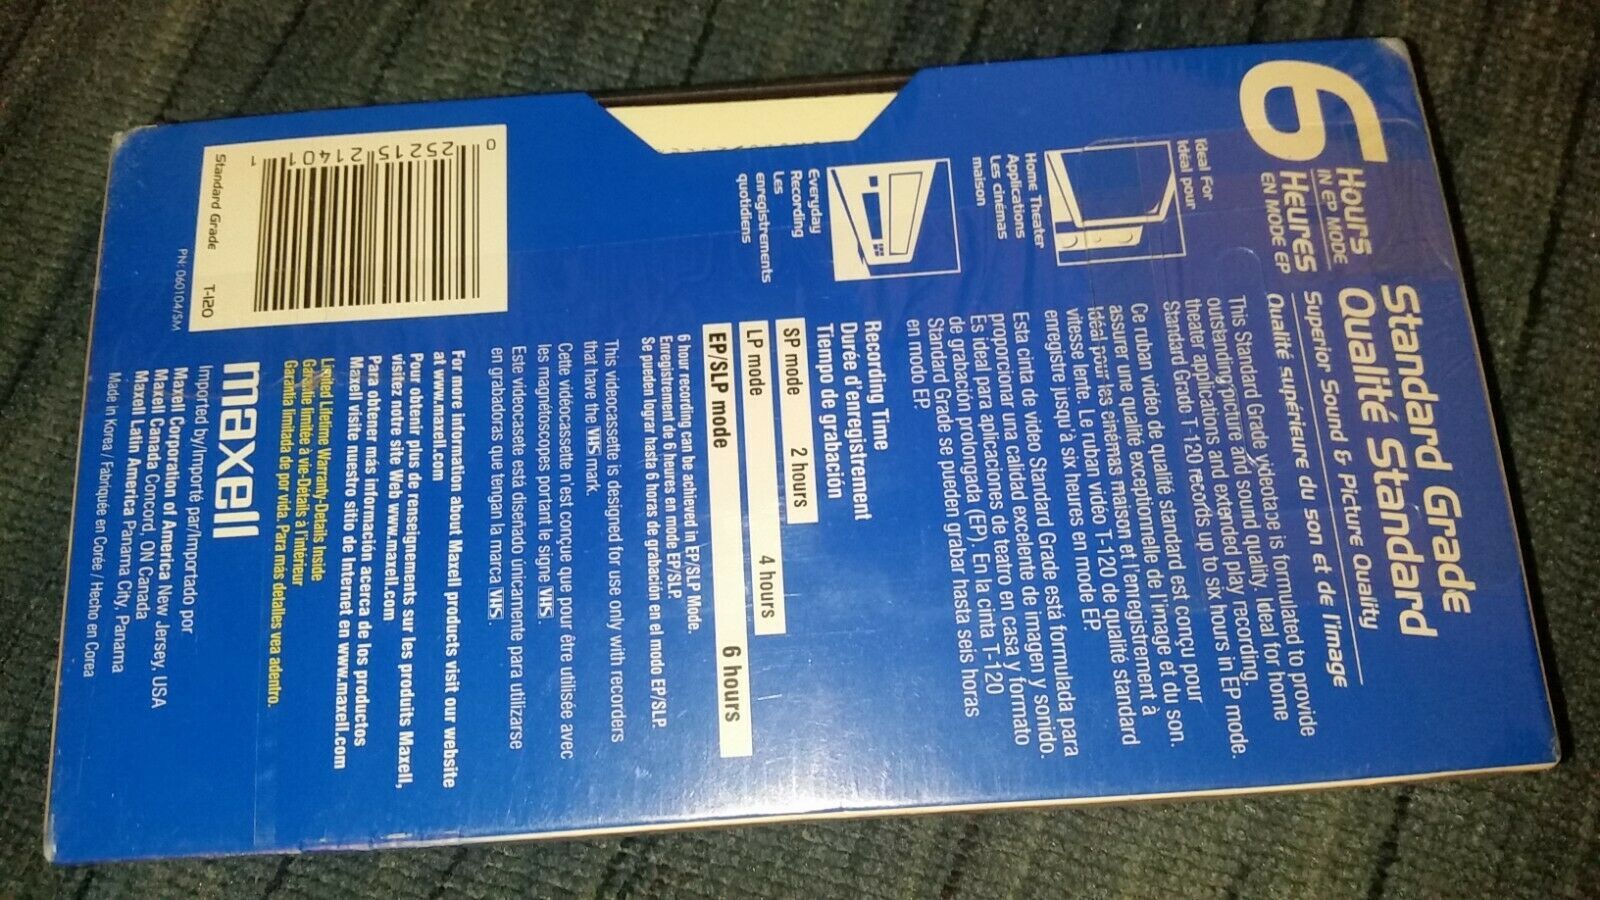 6
Hours
IN EP MODE
Heures
EN MODE EP
Standard Grade
Qualité Standard
Superior Sound & Picture Quality
Qualité supérieure du son et de l'image
Ideal For
Idéal pour
Home Theater
Applications
Les cinémas
maison
Everyday
Recording
Les
enregistrements
quotidiens
This Standard Grade videotape is formulated to provide
outstanding picture and sound quality. Ideal for home
theater applications and extended play recording.
Standard Grade T-120 records up to six hours in EP mode.
Ce ruban vidéo de qualité standard est conçu pour
assurer une qualité exceptionnelle de l'image et du son.
Idéal pour les cinémas maison et l'enregistrement à
vitesse lente. Le ruban vidéo T-120 de qualité standard
enregistre jusqu'à six heures en mode EP.
Esta cinta de video Standard Grade está formulada para
proporcionar una calidad excelente de imagen y sonido.
Es ideal para aplicaciones de teatro en casa y formato
de grabación prolongada (EP). En la cinta T-120
Standard Grade se pueden grabar hasta seis horas
en modo EP.
Recording Time
Durée d'enregistrement
Tiempo de grabación
SP mode 2 hours
LP mode 4 hours
EP/SLP mode 6 hours
6 hour recording can be achieved in EP/SLP Mode.
Enregistrement de 6 heures en mode EP/SLP.
Se pueden lograr hasta 6 horas de grabación en el modo EP/SLP.
This videocassette is designed for use only with recorders
that have the VHS mark.
Cette vidéocassette n'est conçue que pour être utilisée avec
les magnétoscopes portant le signe VHS.
Este videocasete está diseñado únicamente para utilizarse
en grabadoras que tengan la marca VHS.
For more information about Maxell products visit our website
at www.maxell.com
Pour obtenir plus de renseignements sur les produits Maxell,
visitez notre site Web www.maxell.com
Para obtener más información acerca de los productos
Maxell visite nuestro sitio de Internet en www.maxell.com
Limited Lifetime Warranty-Details Inside
Garantie limitée à vie-Détails à l'intérieur
Garantia limitada de por vida. Para más detalles vea adentro.
maxell
Imported by/Importé par/Importado por
Maxell Corporation of America New Jersey, USA
Maxell Canada Concord, ON Canada
Maxell Latin America Panama City, Panama
Made in Korea / Fabriquée en Corée / Hecho en Corea
0 25215 21401 1
Standard Grade T-120
PN: 060104/SM